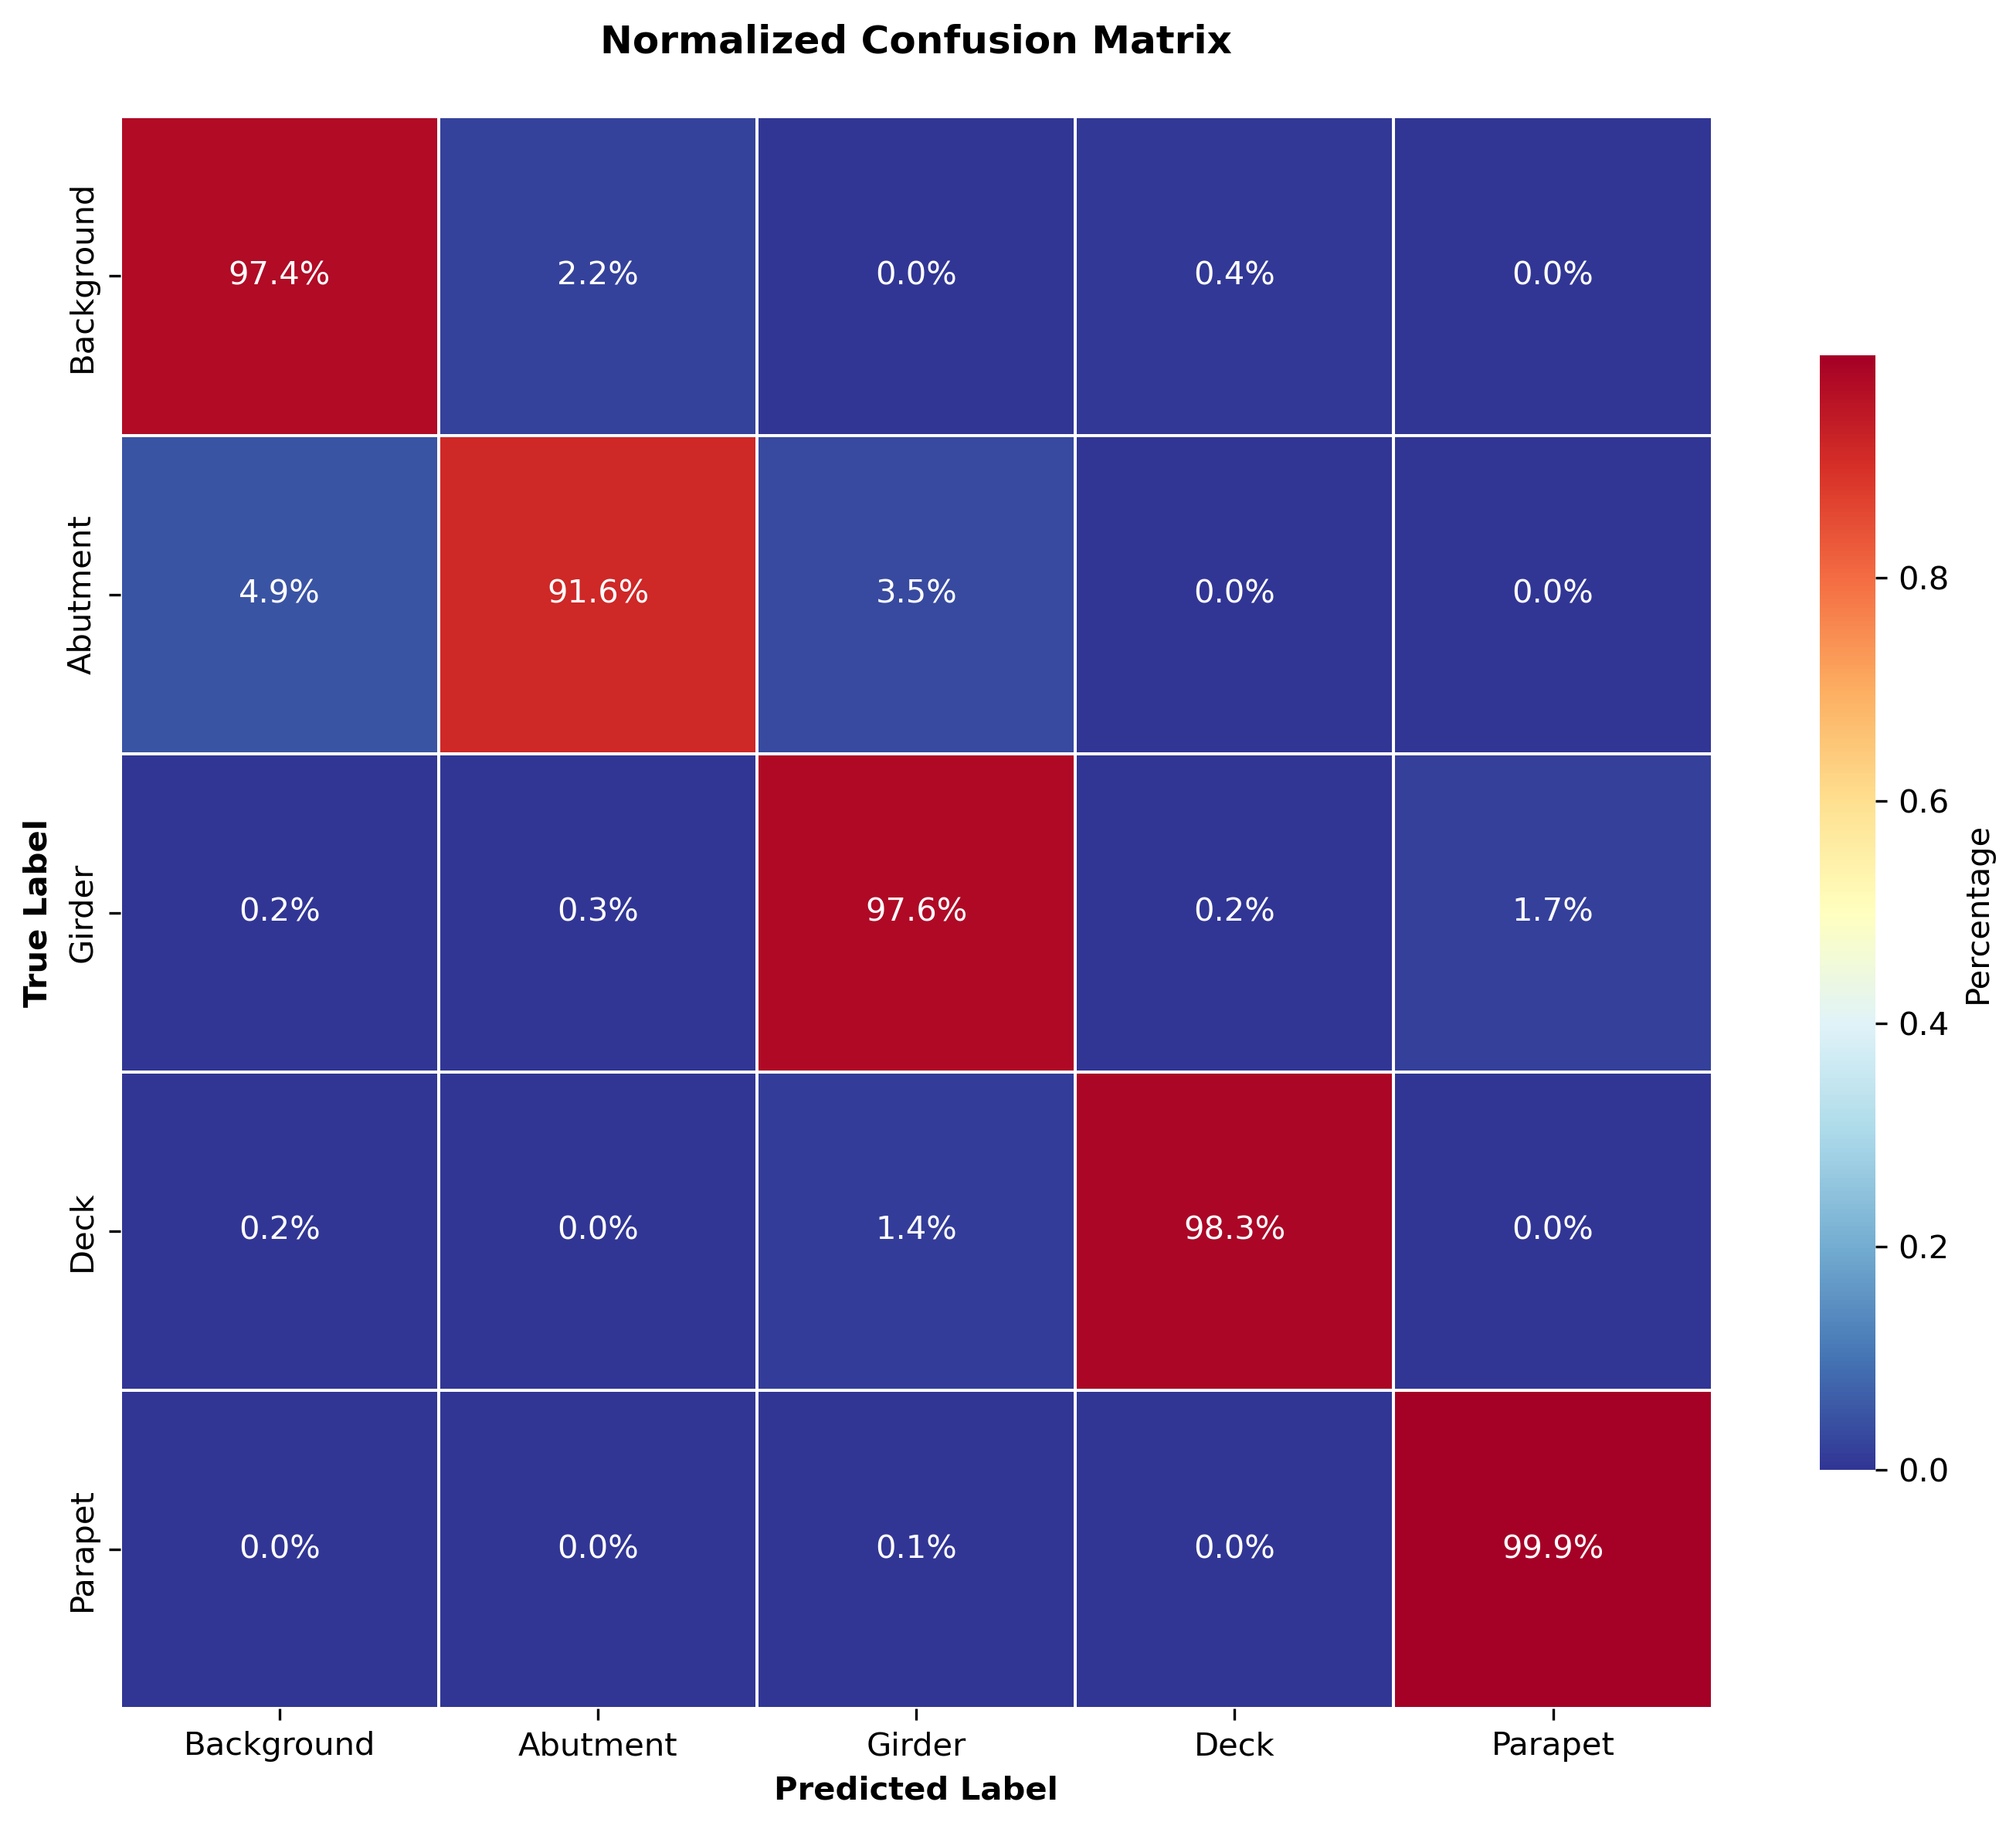 Normalized Confusion Matrix
True Label
Background
97.4% 2.2% 0.0% 0.4% 0.0%
Abutment
4.9% 91.6% 3.5% 0.0% 0.0%
Girder
0.2% 0.3% 97.6% 0.2% 1.7%
Deck
0.2% 0.0% 1.4% 98.3% 0.0%
Parapet
0.0% 0.0% 0.1% 0.0% 99.9%
Background Abutment Girder Deck Parapet
Predicted Label
0.8
0.6
0.4
0.2
0.0
Percentage